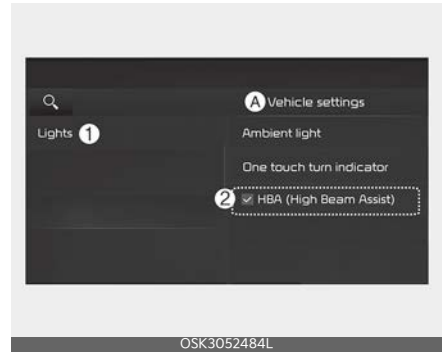 A Vehicle settings
Lights 1
Ambient light
One touch turn indicator
2 HBA (High Beam Assist)
OSK3052484L